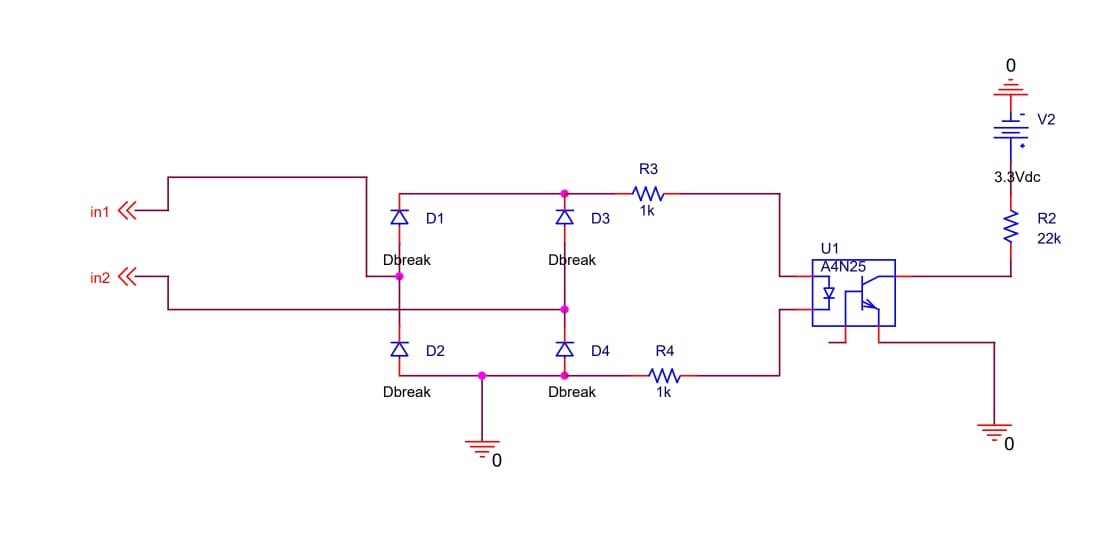 0
V2
-
+
3.3Vdc
R3
1k
in1
D1
D3
R2
22k
U1
A4N25
Dbreak
Dbreak
in2
D2
D4
R4
Dbreak
Dbreak
1k
0
0